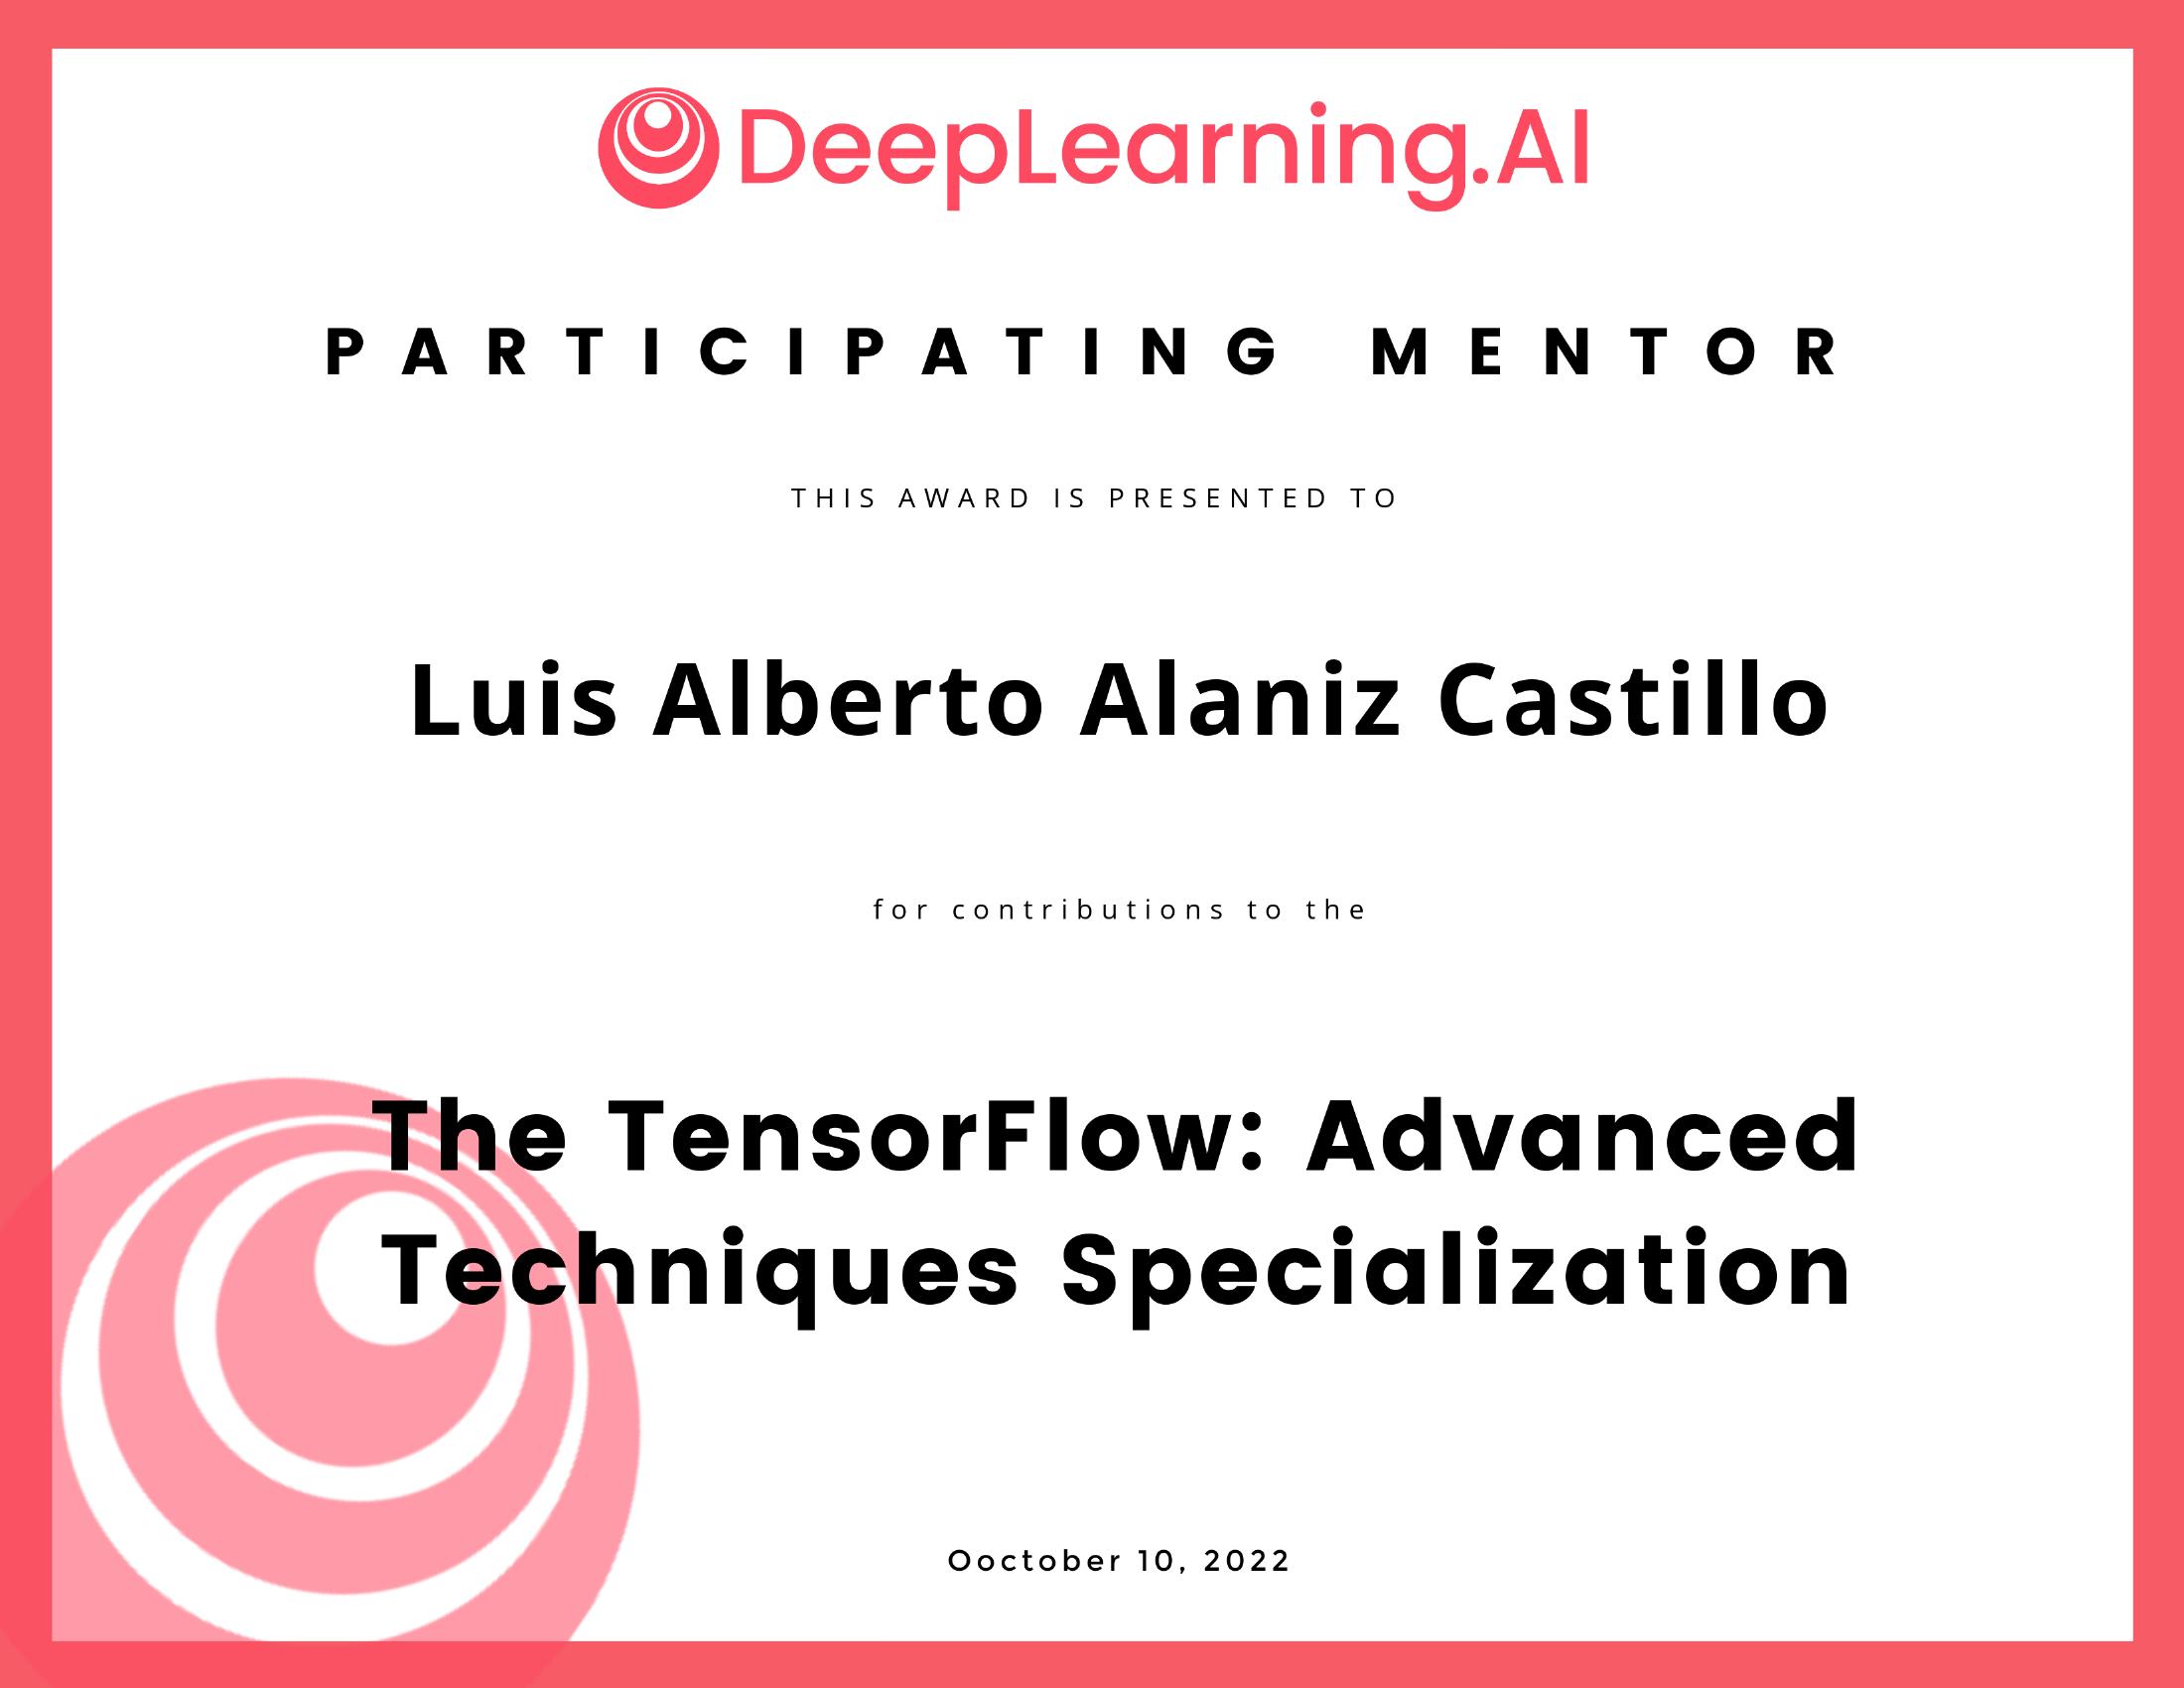 DeepLearning.AI
PARTICIPATING MENTOR
THIS AWARD IS PRESENTED TO
Luis Alberto Alaniz Castillo
for contributions to the
The TensorFlow: Advanced
Techniques Specialization
Ooctober 10, 2022